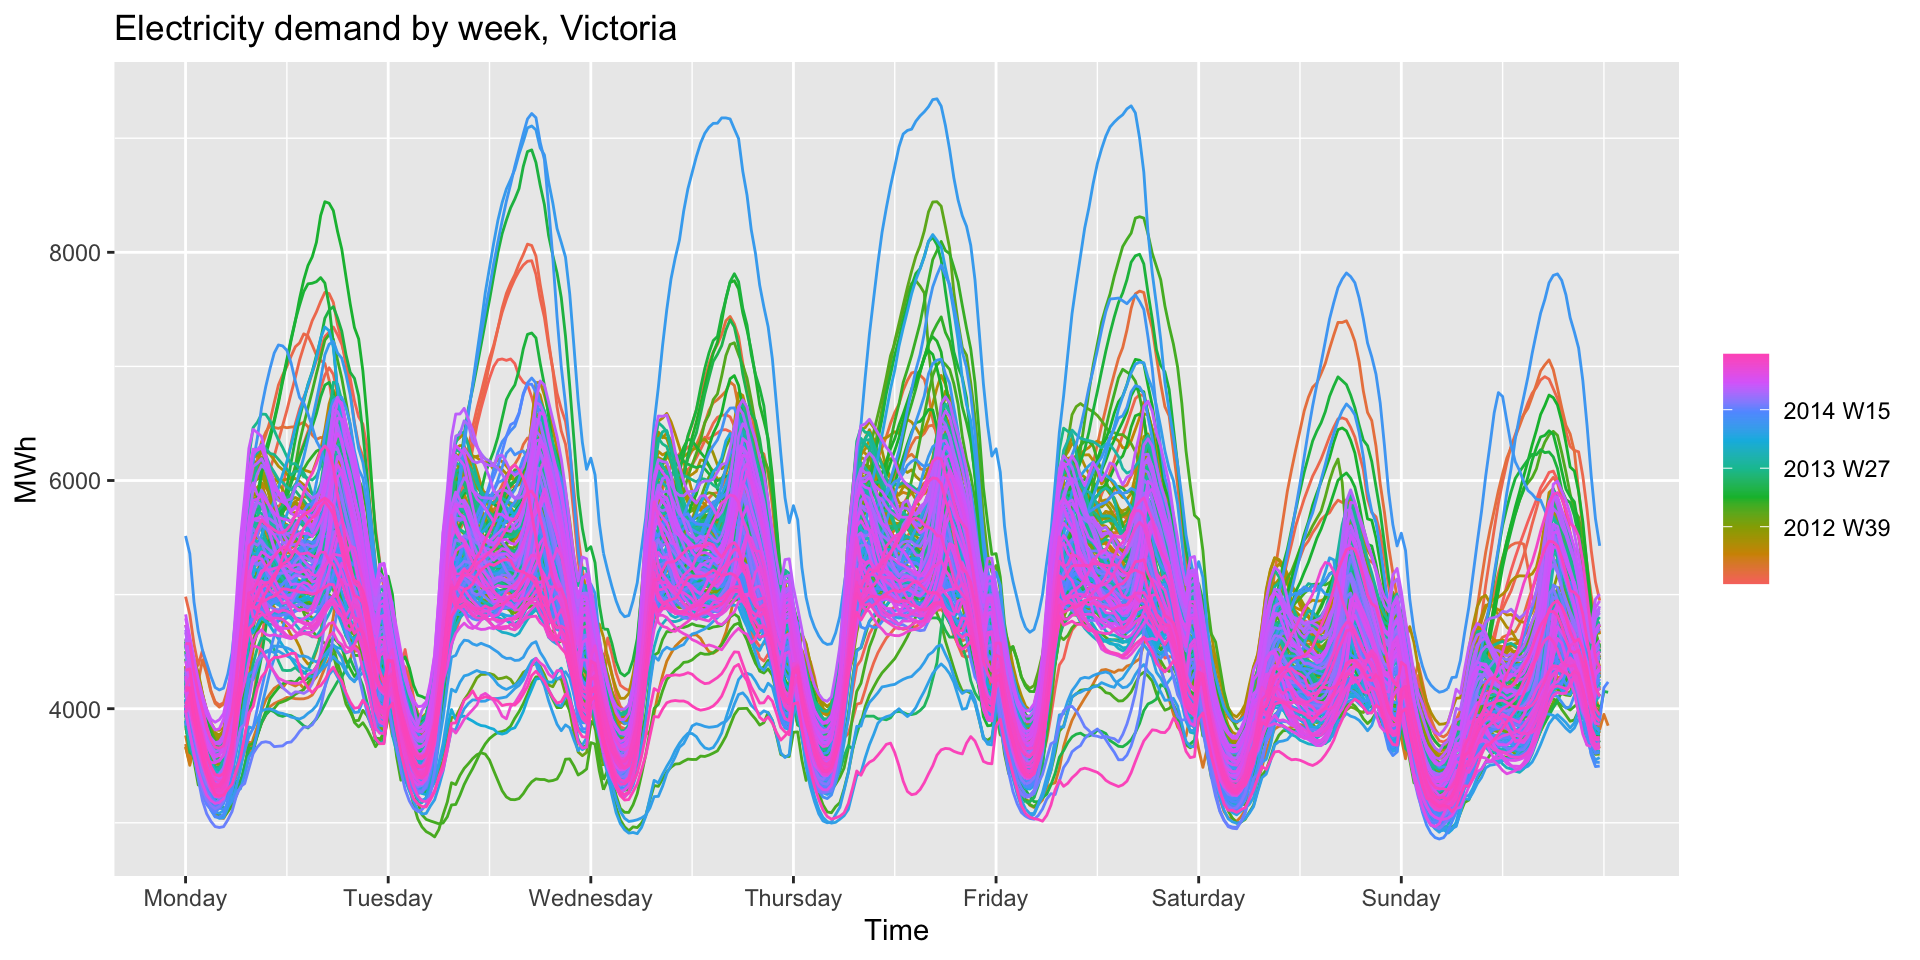 Electricity demand by week, Victoria
MWh
8000
6000
4000
Monday Tuesday Wednesday Thursday Friday Saturday Sunday
Time
2014 W15
2013 W27
2012 W39